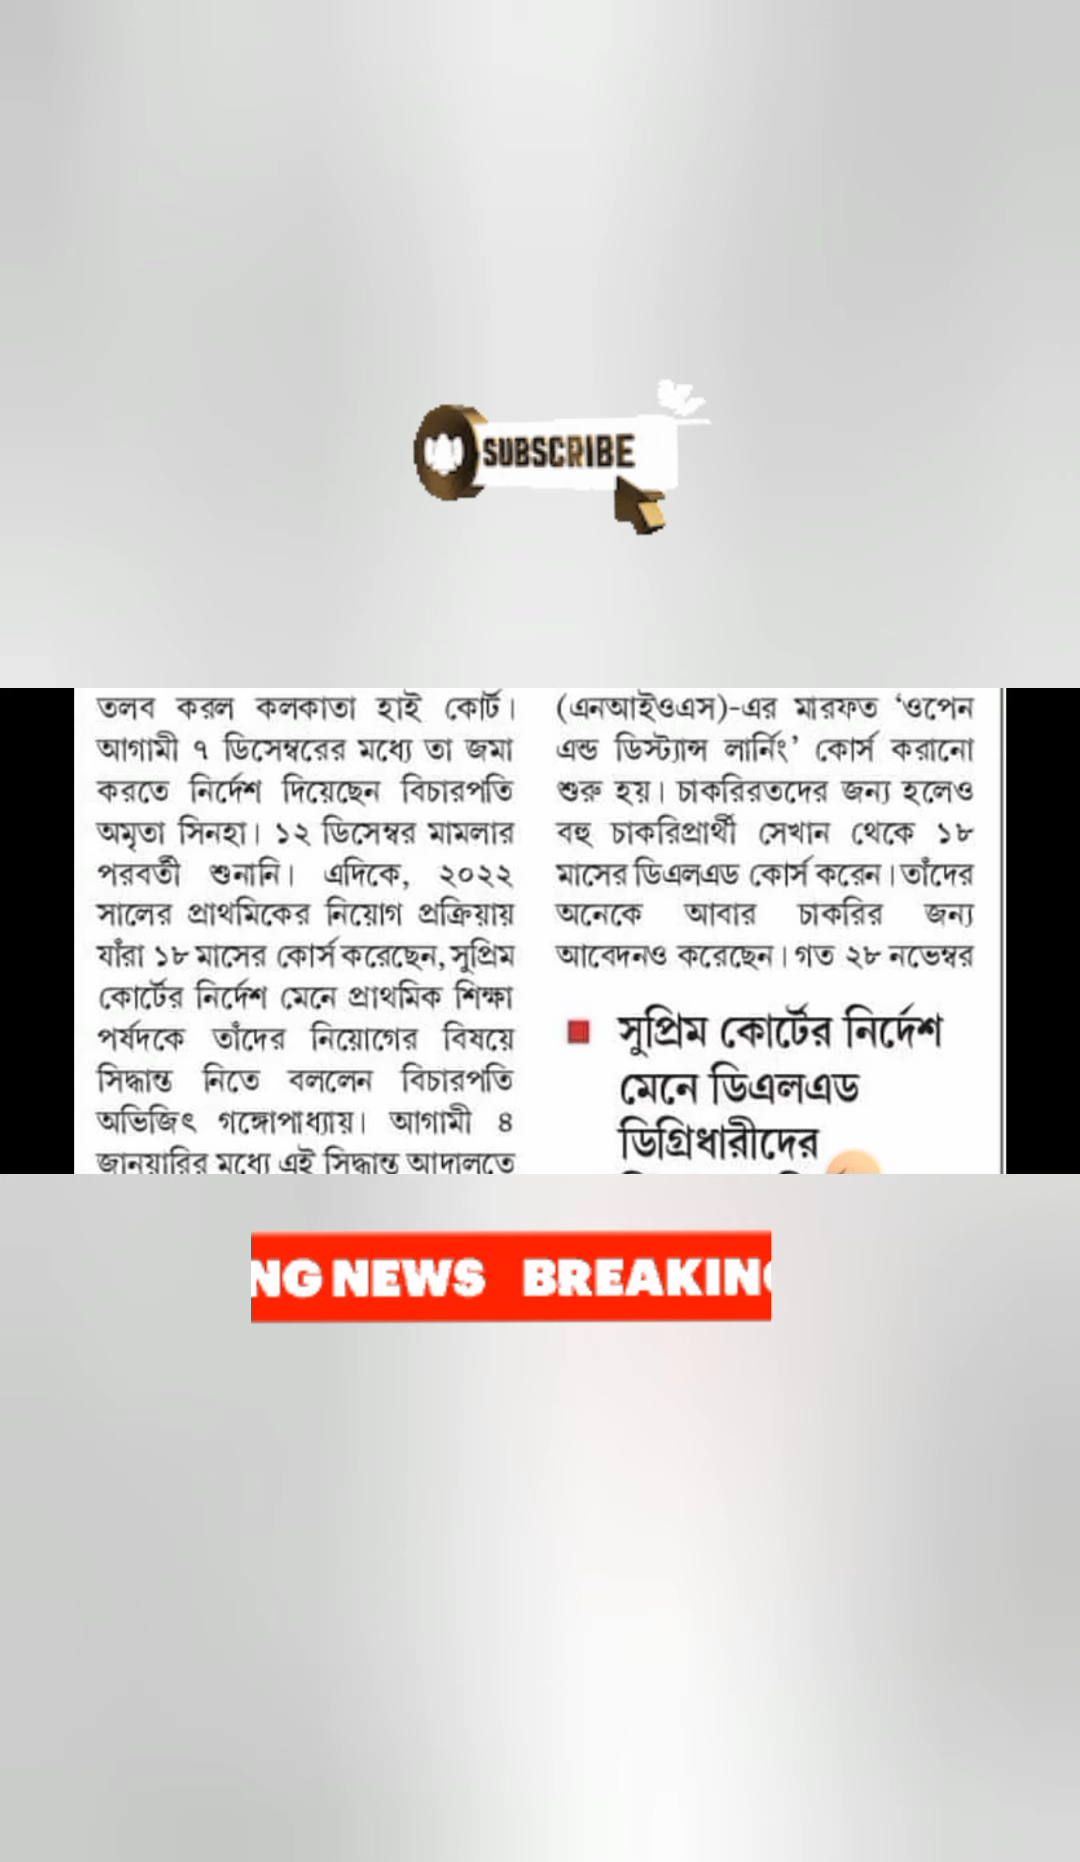 SUBSCRIBE
তলব করল কলকাতা হাই কোর্ট।
আগামী ৭ ডিসেম্বরের মধ্যে তা জমা
করতে নির্দেশ দিয়েছেন বিচারপতি
অমৃতা সিনহা। ১২ ডিসেম্বর মামলার
পরবর্তী শুনানি। এদিকে, ২০২২
সালের প্রাথমিকের নিয়োগ প্রক্রিয়ায়
যাঁরা ১৮ মাসের কোর্স করেছেন, সুপ্রিম
কোর্টের নির্দেশ মেনে প্রাথমিক শিক্ষা
পর্ষদকে তাঁদের নিয়োগের বিষয়ে
সিদ্ধান্ত নিতে বললেন বিচারপতি
অভিজিৎ গঙ্গোপাধ্যায়। আগামী ৪
জানুয়ারির মধ্যে এই সিদ্ধান্ত আদালতে
(এনআইওএস)-এর মারফত ‘ওপেন
এন্ড ডিস্ট্যান্স লার্নিং’ কোর্স করানো
শুরু হয়। চাকরিরতদের জন্য হলেও
বহু চাকরিপ্রার্থী সেখান থেকে ১৮
মাসের ডিএলএড কোর্স করেন। তাঁদের
অনেকে আবার চাকরির জন্য
আবেদনও করেছেন। গত ২৮ নভেম্বর
সুপ্রিম কোর্টের নির্দেশ
মেনে ডিএলএড
ডিগ্রিধারীদের
NG NEWS BREAKING